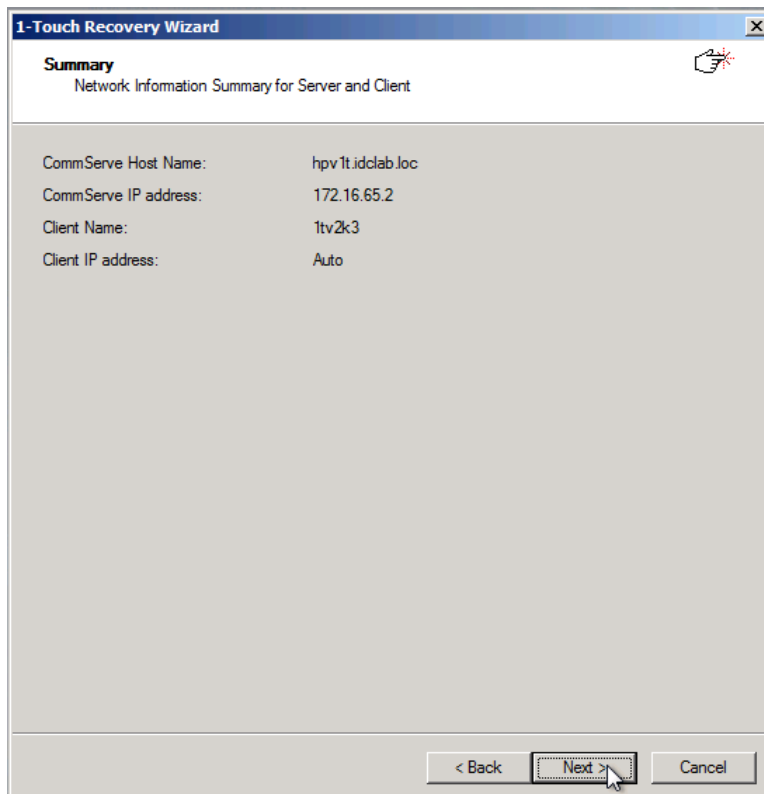 1-Touch Recovery Wizard
Summary
Network Information Summary for Server and Client
CommServe Host Name: hpv1t.idclab.loc
CommServe IP address: 172.16.65.2
Client Name: 1tv2k3
Client IP address: Auto
< Back Next > Cancel